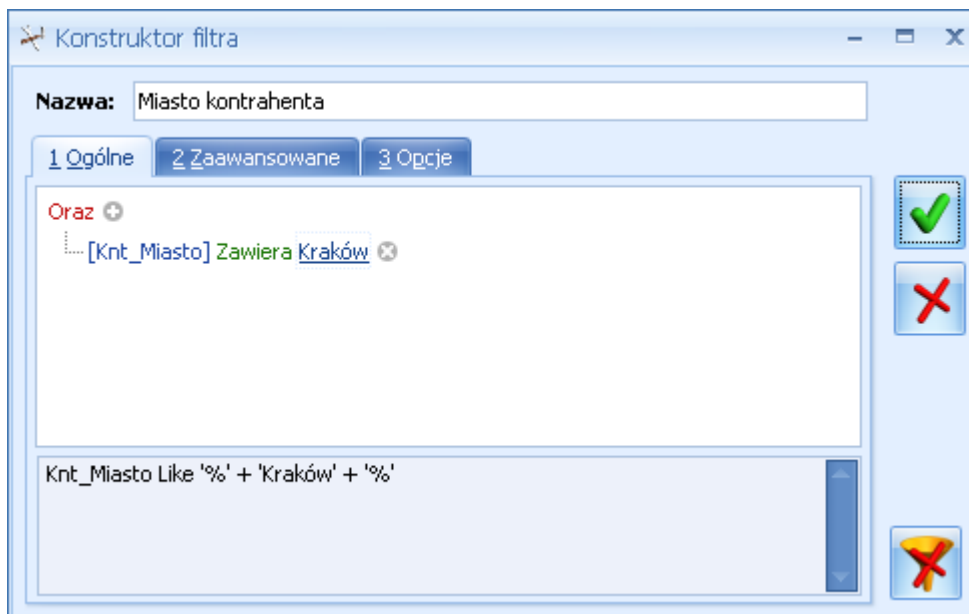 Konstruktor filtra
Nazwa: Miasto kontrahenta
1 Ogólne 2 Zaawansowane 3 Opcje
Oraz
[Knt_Miasto] Zawiera Kraków
Knt_Miasto Like '%' + 'Kraków' + '%'